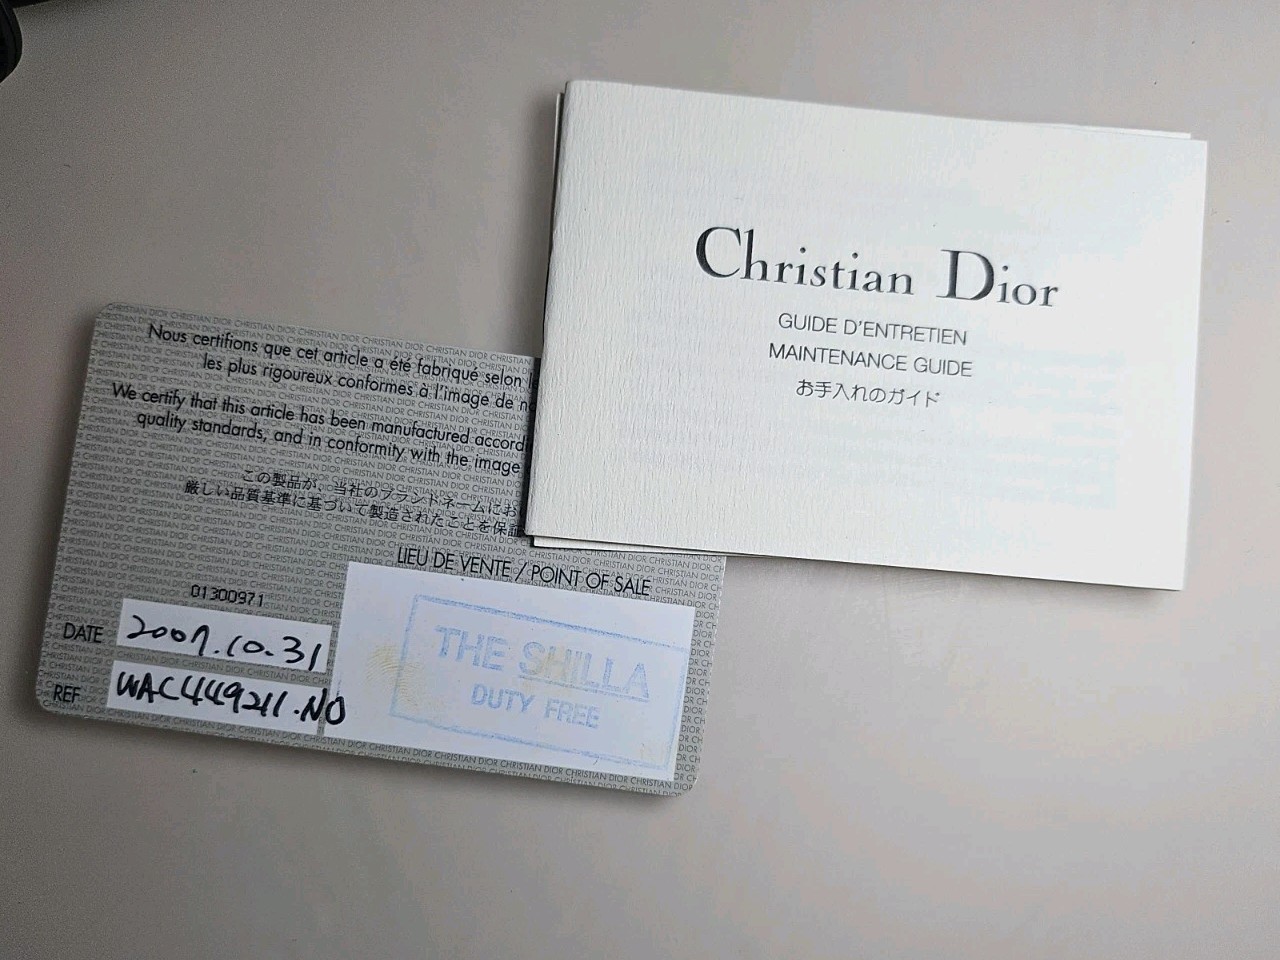 Nous certifions que cet article a été fabriqué selon
les plus rigoureux conformes à l'image de
We certify that this article has been manufactured
quality standards, and in conformity with the image
この製品が、当社のブランドネームにお
厳しい品質基準に基づいて製造されたことを保証
LIEU DE VENTE / POINT OF SALE
01300971
DATE 2007.10.31
REF WAC449211.NO
THE SHILLA
DUTY FREE
Christian Dior
GUIDE D'ENTRETIEN
MAINTENANCE GUIDE
お手入れのガイド